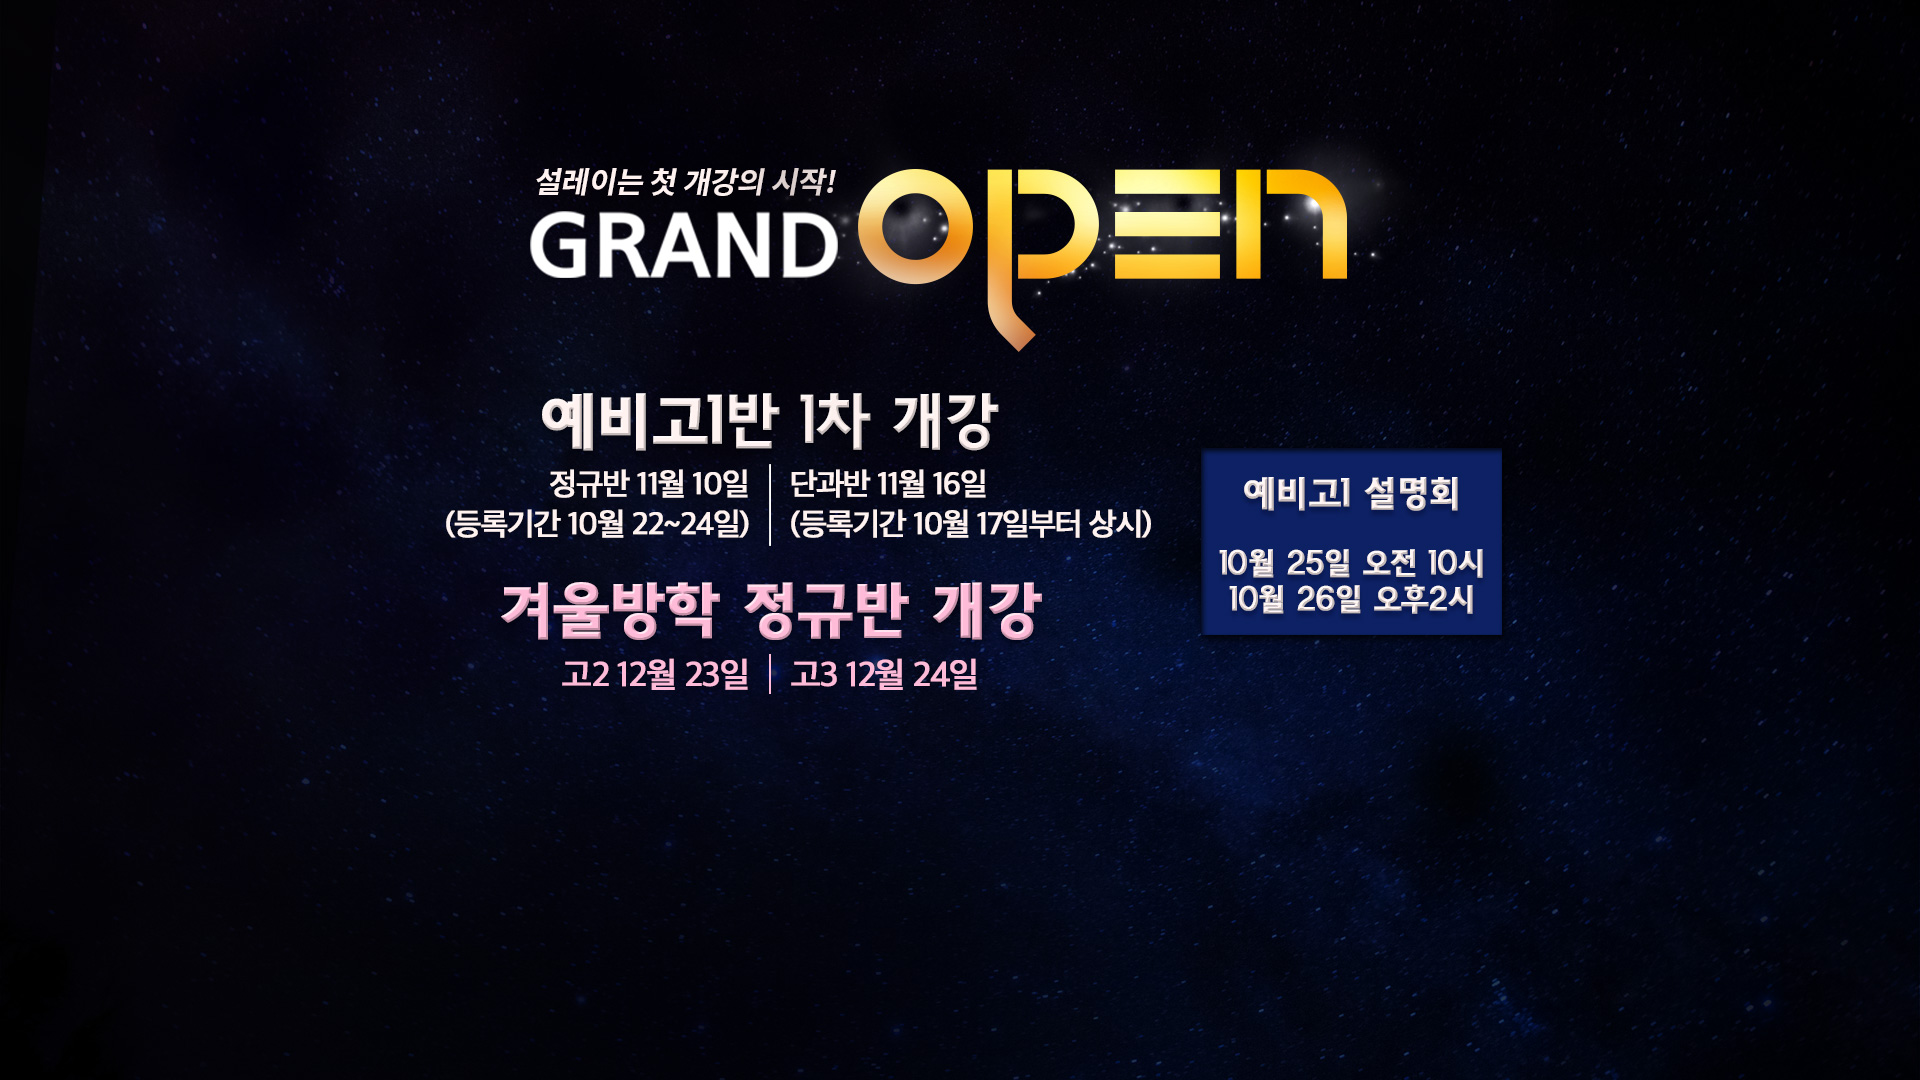 설레이는 첫 개강의 시작!
GRAND OPEN
예비고1반 1차 개강
정규반 11월 10일
(등록기간 10월 22~24일)
단과반 11월 16일
(등록기간 10월 17일부터 상시)
겨울방학 정규반 개강
고2 12월 23일
고3 12월 24일
예비고1 설명회
10월 25일 오전 10시
10월 26일 오후2시